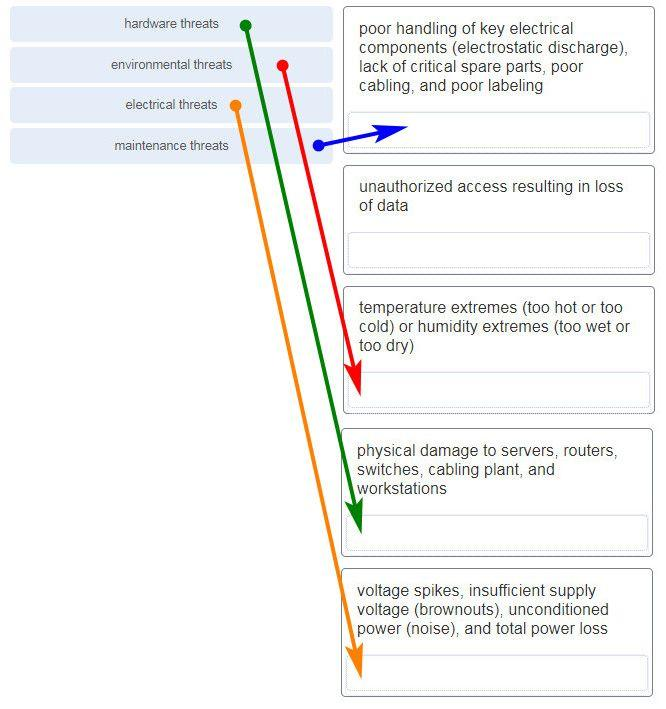 hardware threats
environmental threats
electrical threats
maintenance threats
poor handling of key electrical
components (electrostatic discharge),
lack of critical spare parts, poor
cabling, and poor labeling
unauthorized access resulting in loss
of data
temperature extremes (too hot or too
cold) or humidity extremes (too wet or
too dry)
physical damage to servers, routers,
switches, cabling plant, and
workstations
voltage spikes, insufficient supply
voltage (brownouts), unconditioned
power (noise), and total power loss